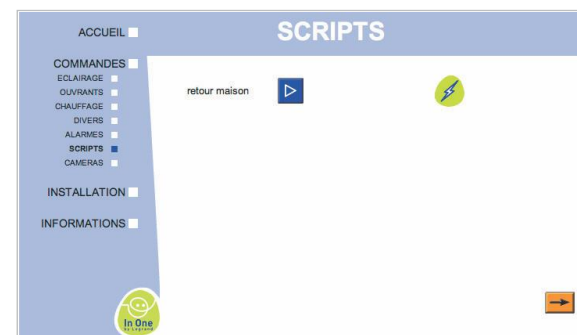 SCRIPTS
ACCUEIL
COMMANDES
ECLAIRAGE
OUVRANTS
CHAUFFAGE
DIVERS
ALARMES
SCRIPTS
CAMERAS
INSTALLATION
INFORMATIONS
retour maison
In One
by Legrand